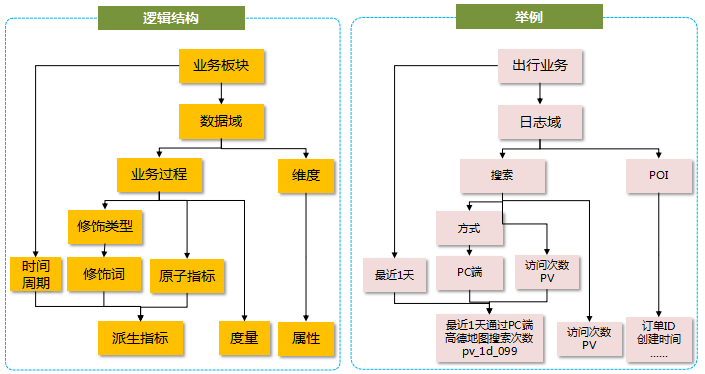 逻辑结构
业务板块
数据域
业务过程
维度
修饰类型
时间
周期
修饰词
原子指标
派生指标
度量
属性
举例
出行业务
日志域
搜索
POI
方式
最近1天
PC端
访问次数
PV
最近1天通过PC端
高德地图搜索次数
pv_1d_099
访问次数
PV
订单ID
创建时间
......